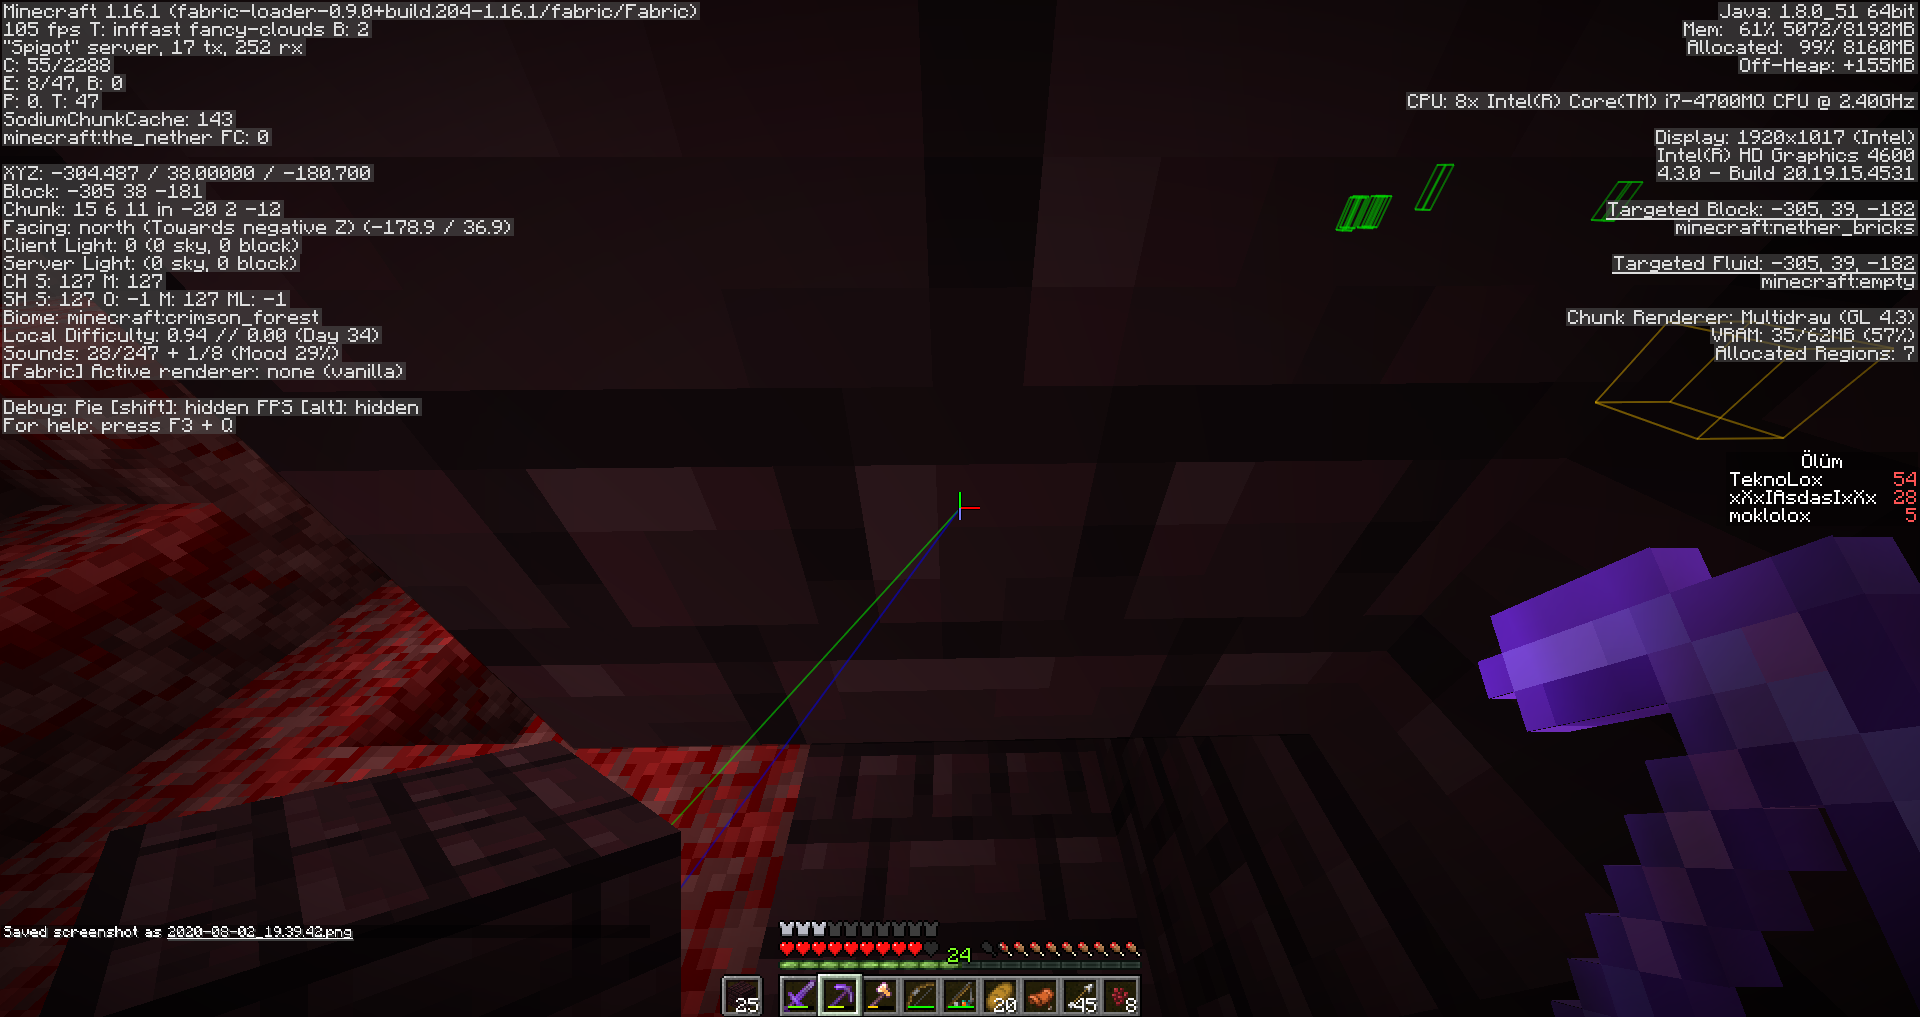 Minecraft 1.16.1 (fabric-loader-0.9.0+build.204-1.16.1/fabric/Fabric)
105 fps T: inffast fancy-clouds B: 2
"Spigot" server, 17 tx, 252 rx
C: 55/2288
E: 8/47, B: 0
P: 0. T: 47
SodiumChunkCache: 143
minecraft:the_nether FC: 0
XYZ: -304.487 / 38.00000 / -180.700
Block: -305 38 -181
Chunk: 15 6 11 in -20 2 -12
Facing: north (Towards negative Z) (-178.9 / 36.9)
Client Light: 0 (0 sky, 0 block)
Server Light: (0 sky, 0 block)
CH S: 127 M: 127
SH S: 127 O: -1 M: 127 ML: -1
Biome: minecraft:crimson_forest
Local Difficulty: 0.94 // 0.00 (Day 34)
Sounds: 28/247 + 1/8 (Mood 29%)
[Fabric] Active renderer: none (vanilla)
Debug: Pie [shift]: hidden FPS [alt]: hidden
For help: press F3 + Q
Java: 1.8.0_51 64bit
Mem: 61% 5072/8192MB
Allocated: 99% 8160MB
Off-Heap: +155MB
CPU: 8x Intel(R) Core(TM) i7-4700MQ CPU @ 2.40GHz
Display: 1920x1017 (Intel)
Intel(R) HD Graphics 4600
4.3.0 - Build 20.19.15.4531
Targeted Block: -305, 39, -182
minecraft:nether_bricks
Targeted Fluid: -305, 39, -182
minecraft:empty
Chunk Renderer: Multidraw (GL 4.3)
VRAM: 35/62MB (57%)
Allocated Regions: 7
Ölüm
TeknoLox 54
xXxIAsdasIxXx 28
moklolox 5
Saved screenshot as 2020-08-02_19.39.42.png
24
25
20
45
8